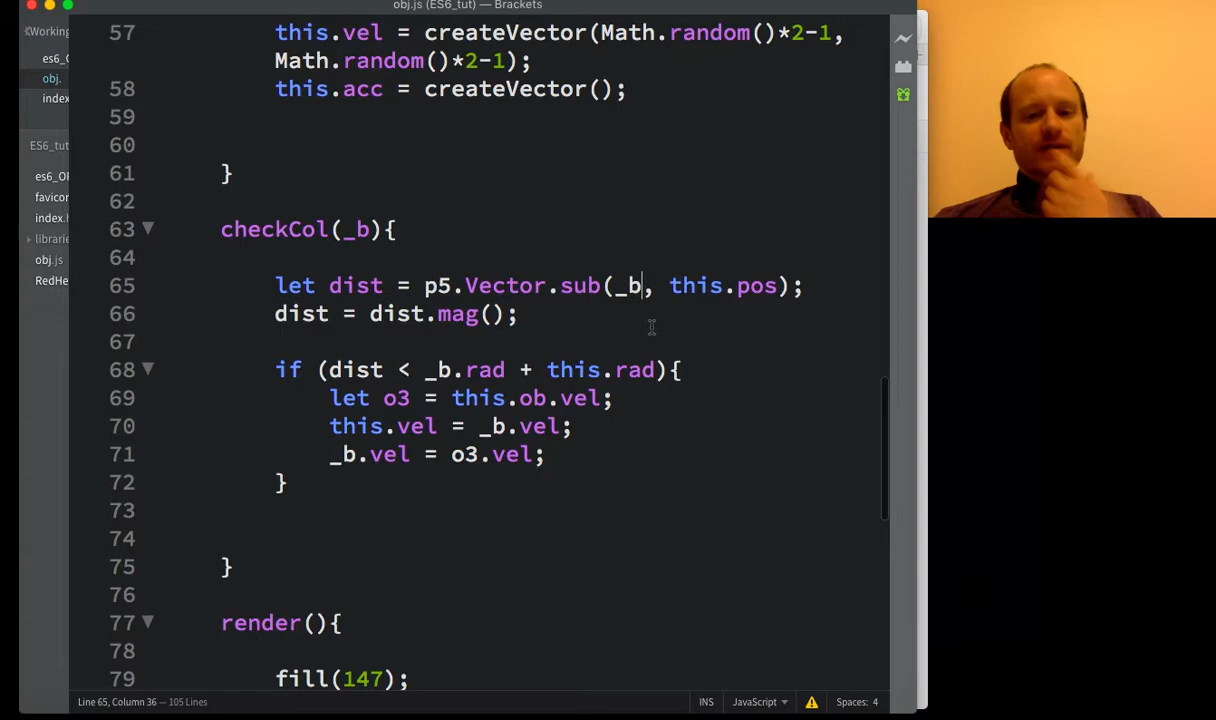 obj.js (ES6_tut) — Brackets
Working
es6_O
obj.
index
ES6_tut
es6_OF
favicor
index.h
librarie
obj.js
RedHe
57 this.vel = createVector(Math.random()*2-1,
Math.random()*2-1);
58 this.acc = createVector();
59
60
61 }
62
63 checkCol(_b){
64
65 let dist = p5.Vector.sub(_b, this.pos);
66 dist = dist.mag();
67
68 if (dist < _b.rad + this.rad){
69 let o3 = this.ob.vel;
70 this.vel = _b.vel;
71 _b.vel = o3.vel;
72 }
73
74
75 }
76
77 render(){
78
79 fill(147);
Line 65, Column 36 — 105 Lines
INS
JavaScript
Spaces: 4